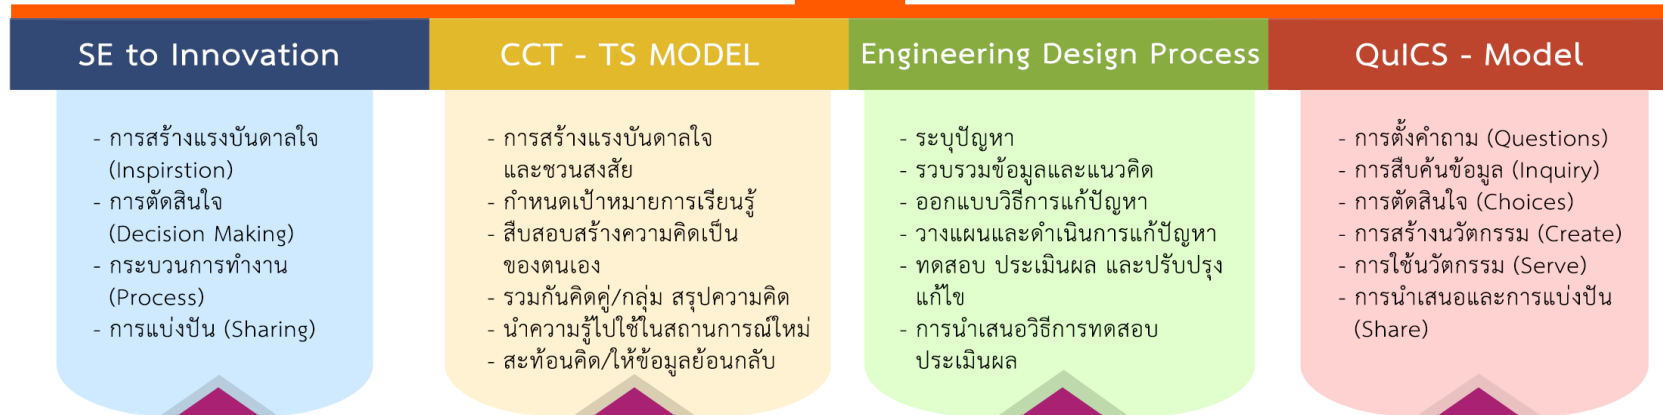 SE to Innovation
- การสร้างแรงบันดาลใจ
(Inspirstion)
- การตัดสินใจ
(Decision Making)
- กระบวนการทำงาน
(Process)
- การแบ่งปัน (Sharing)
CCT - TS MODEL
- การสร้างแรงบันดาลใจ
และชวนสงสัย
- กำหนดเป้าหมายการเรียนรู้
- สืบสอบสร้างความคิดเป็น
ของตนเอง
- รวมกันคิดคู่/กลุ่ม สรุปความคิด
- นำความรู้ไปใช้ในสถานการณ์ใหม่
- สะท้อนคิด/ให้ข้อมูลย้อนกลับ
Engineering Design Process
- ระบุปัญหา
- รวบรวมข้อมูลและแนวคิด
- ออกแบบวิธีการแก้ปัญหา
- วางแผนและดำเนินการแก้ปัญหา
- ทดสอบ ประเมินผล และปรับปรุง
แก้ไข
- การนำเสนอวิธีการทดสอบ
ประเมินผล
QuICS - Model
- การตั้งคำถาม (Questions)
- การสืบค้นข้อมูล (Inquiry)
- การตัดสินใจ (Choices)
- การสร้างนวัตกรรม (Create)
- การใช้นวัตกรรม (Serve)
- การนำเสนอและการแบ่งปัน
(Share)